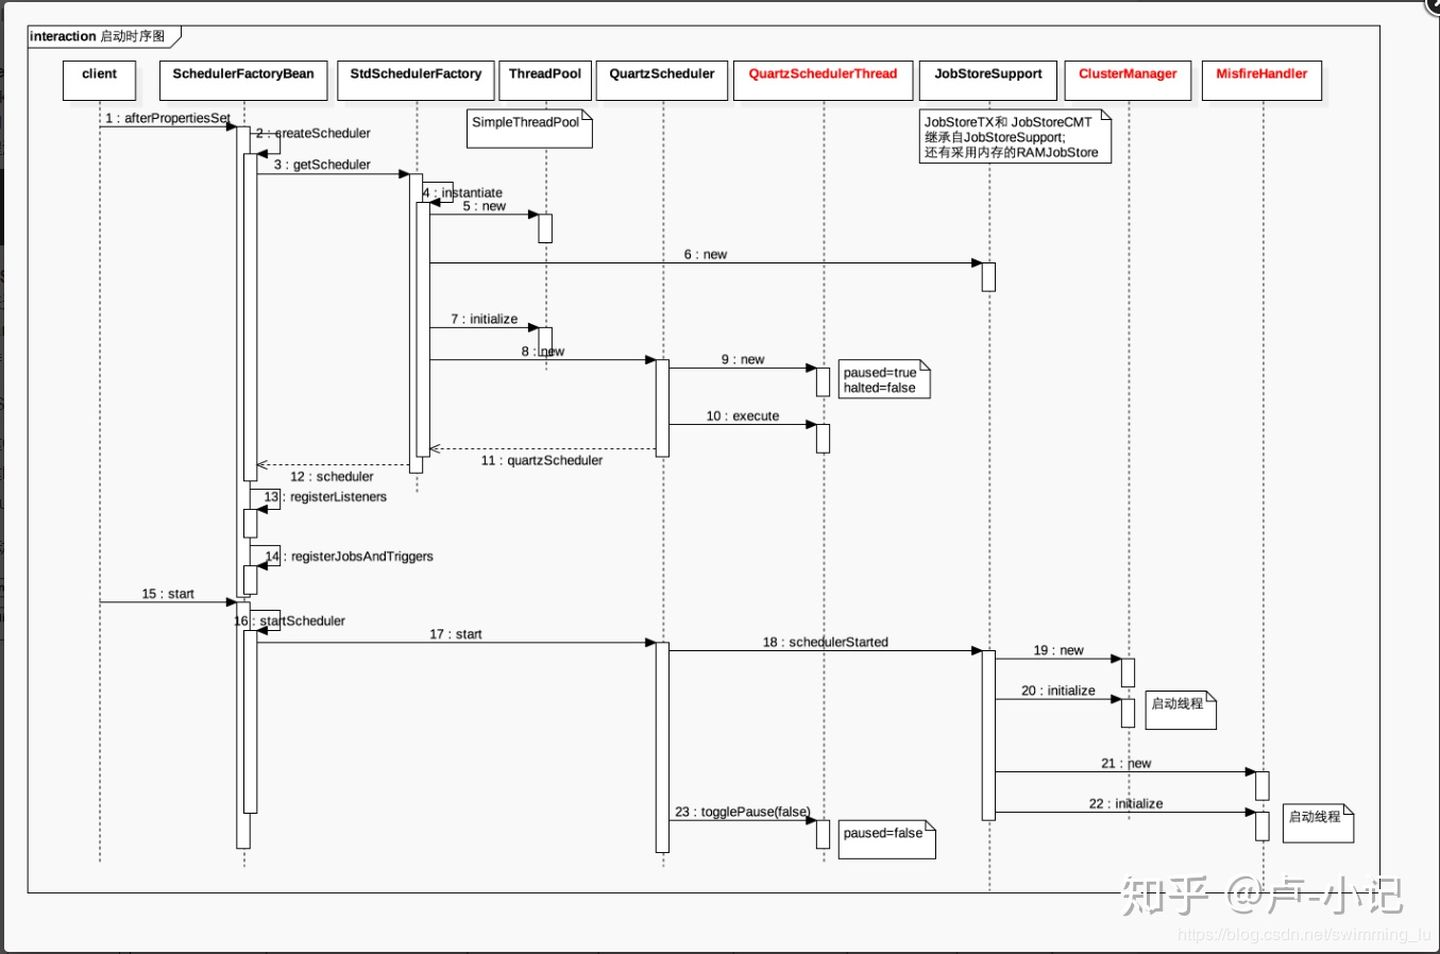 interaction 启动时序图
client
SchedulerFactoryBean
StdSchedulerFactory
ThreadPool
QuartzScheduler
QuartzSchedulerThread
JobStoreSupport
ClusterManager
MisfireHandler
SimpleThreadPool
JobStoreTX和 JobStoreCMT
继承自JobStoreSupport;
还有采用内存的RAMJobStore
1 : afterPropertiesSet
2 : createScheduler
3 : getScheduler
4 : instantiate
5 : new
6 : new
7 : initialize
8 : new
9 : new
paused=true
halted=false
10 : execute
11 : quartzScheduler
12 : scheduler
13 : registerListeners
14 : registerJobsAndTriggers
15 : start
16 : startScheduler
17 : start
18 : schedulerStarted
19 : new
20 : initialize
启动线程
21 : new
22 : initialize
启动线程
23 : togglePause(false)
paused=false
知乎 @卢-小记
https://blog.csdn.net/swimming_lu